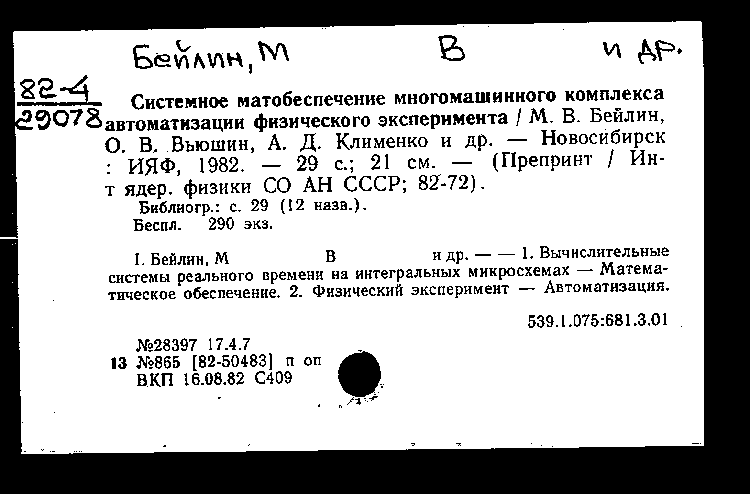 Бейлин, М В и др.
82-4
29078
Системное матобеспечение многомашинного комплекса
автоматизации физического эксперимента / М. В. Бейлин,
О. В. Вьюшин, А. Д. Клименко и др. — Новосибирск
: ИЯФ, 1982. — 29 с.; 21 см. — (Препринт / Ин-
т ядер. физики СО АН СССР; 82-72).
Библиогр.: с. 29 (12 назв.).
Беспл. 290 экз.
I. Бейлин, М В и др. — — 1. Вычислительные
системы реального времени на интегральных микросхемах — Матема-
тическое обеспечение. 2. Физический эксперимент — Автоматизация.
539.1.075:681.3.01
№28397 17.4.7
13 №865 [82-50483] п оп
ВКП 16.08.82 С409